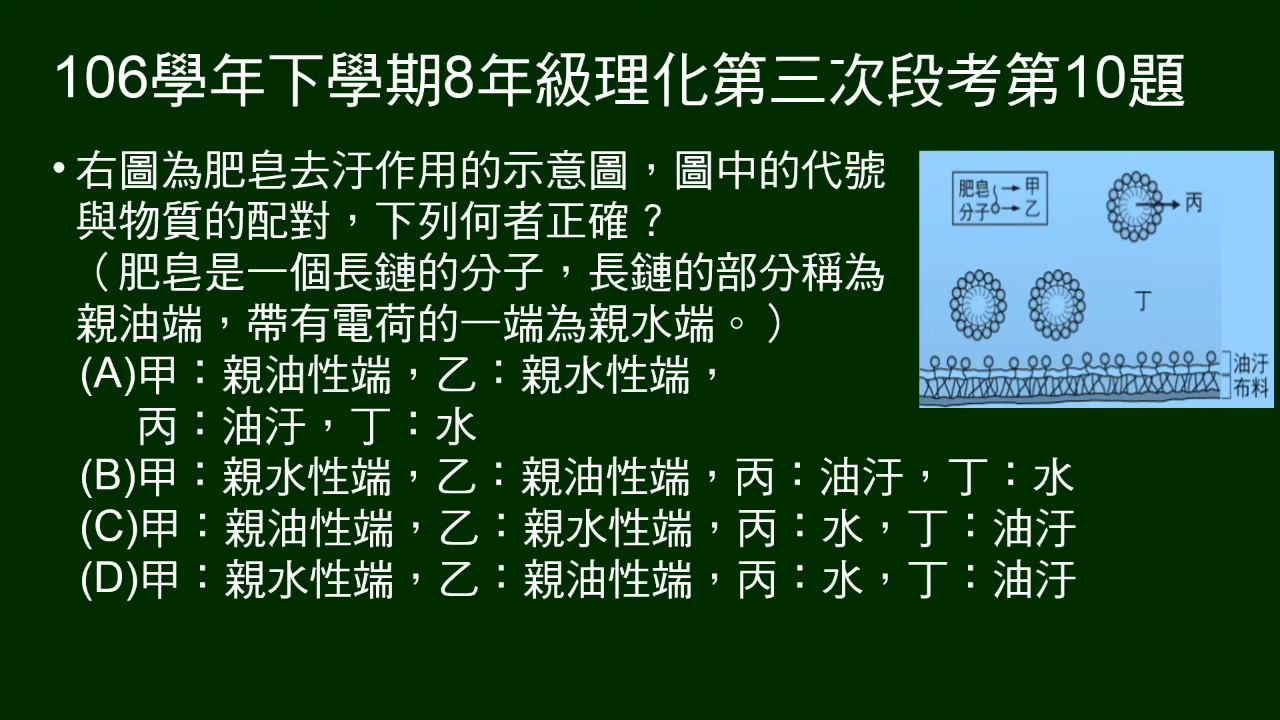 106學年下學期8年級理化第三次段考第10題
• 右圖為肥皂去汙作用的示意圖，圖中的代號
與物質的配對，下列何者正確？
（肥皂是一個長鏈的分子，長鏈的部分稱為
親油端，帶有電荷的一端為親水端。）
(A)甲：親油性端，乙：親水性端，
丙：油汙，丁：水
(B)甲：親水性端，乙：親油性端，丙：油汙，丁：水
(C)甲：親油性端，乙：親水性端，丙：水，丁：油汙
(D)甲：親水性端，乙：親油性端，丙：水，丁：油汙
肥皂 甲
分子 乙
丙
丁
油汙
布料